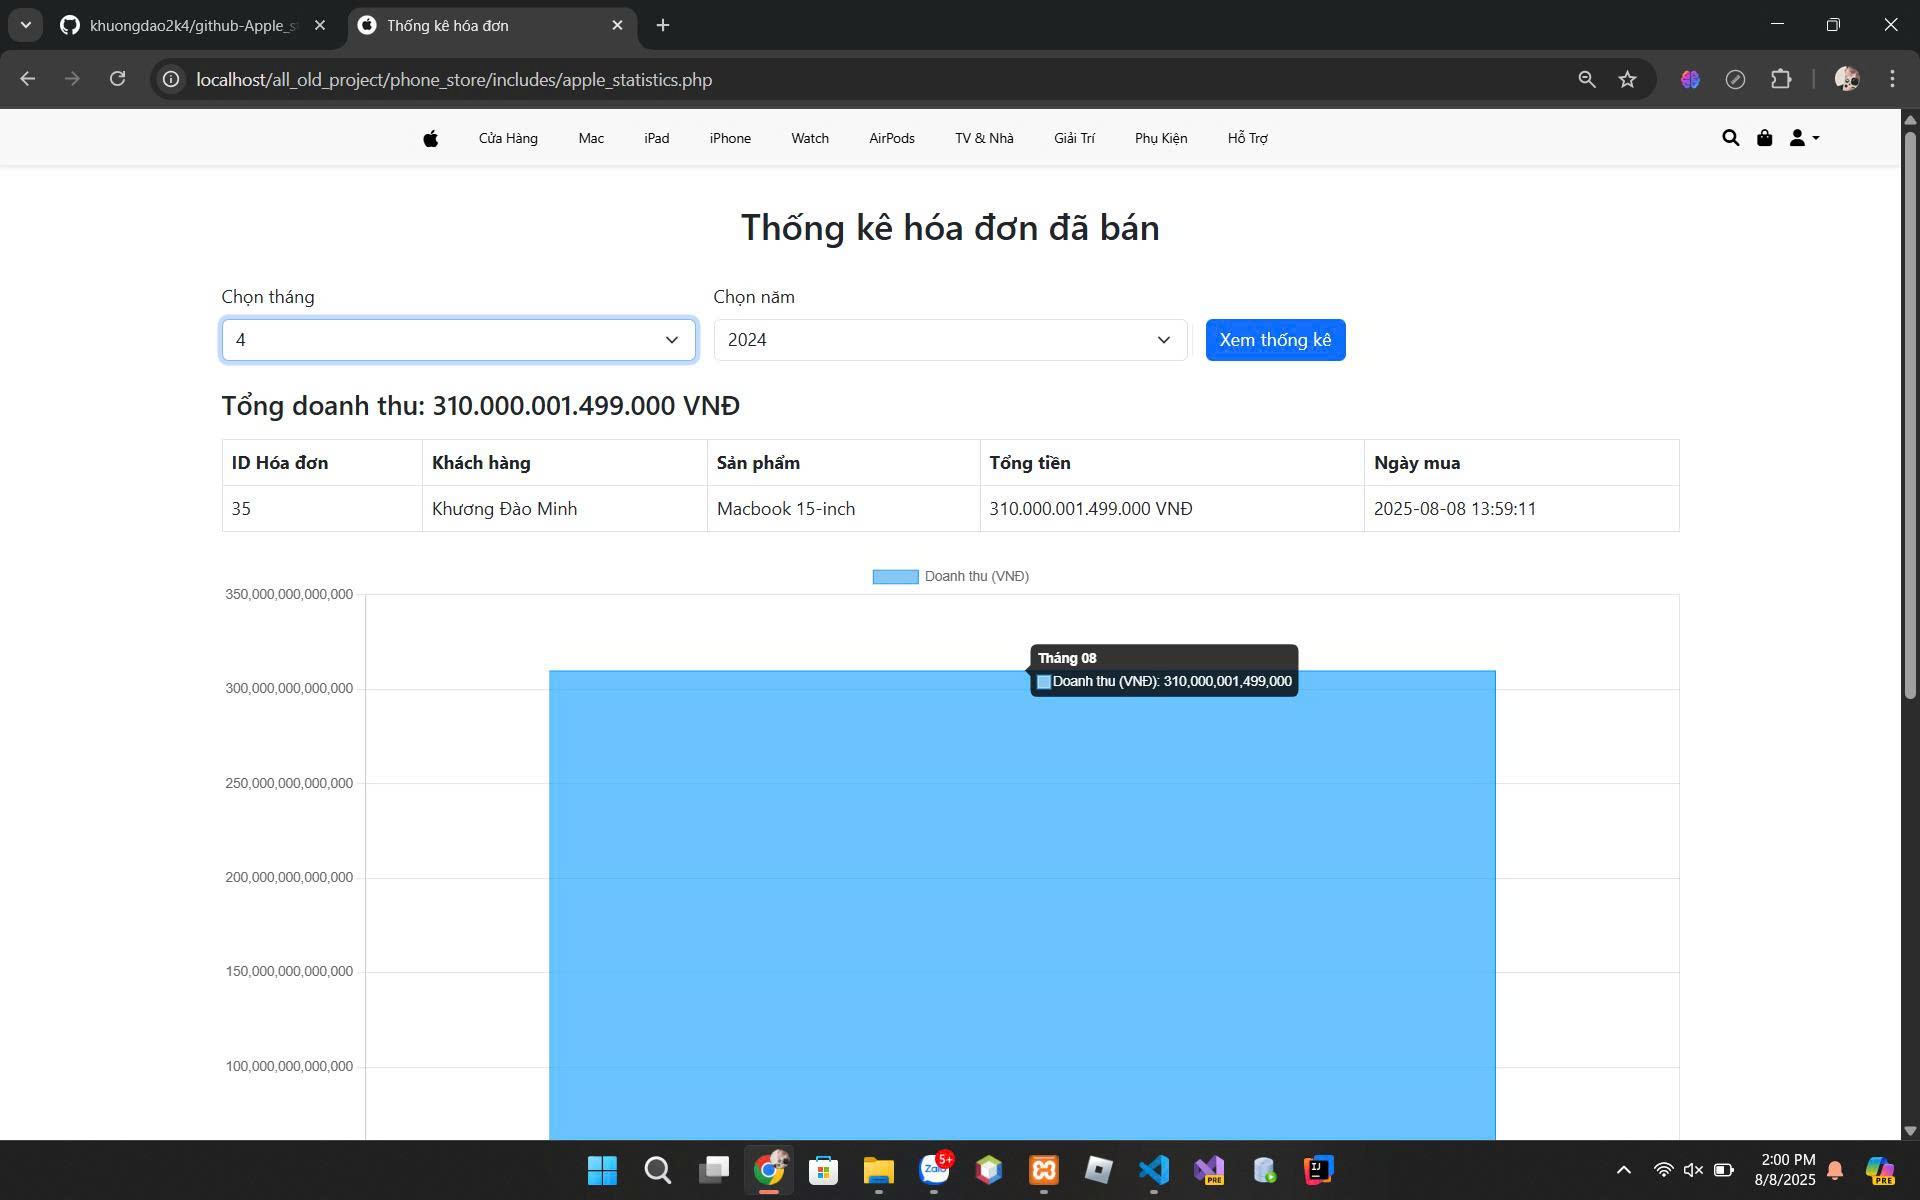 khuongdao2k4/github-Apple_s
Thống kê hóa đơn
localhost/all_old_project/phone_store/includes/apple_statistics.php
Cửa Hàng Mac iPad iPhone Watch AirPods TV & Nhà Giải Trí Phụ Kiện Hỗ Trợ
Thống kê hóa đơn đã bán
Chọn tháng Chọn năm
4 2024 Xem thống kê
Tổng doanh thu: 310.000.001.499.000 VNĐ
ID Hóa đơn Khách hàng Sản phẩm Tổng tiền Ngày mua
35 Khương Đào Minh Macbook 15-inch 310.000.001.499.000 VNĐ 2025-08-08 13:59:11
Doanh thu (VNĐ)
350,000,000,000,000
Tháng 08
Doanh thu (VNĐ): 310,000,001,499,000
300,000,000,000,000
250,000,000,000,000
200,000,000,000,000
150,000,000,000,000
100,000,000,000,000
Zalo 5+
PRE
IJ
2:00 PM
8/8/2025
PRE